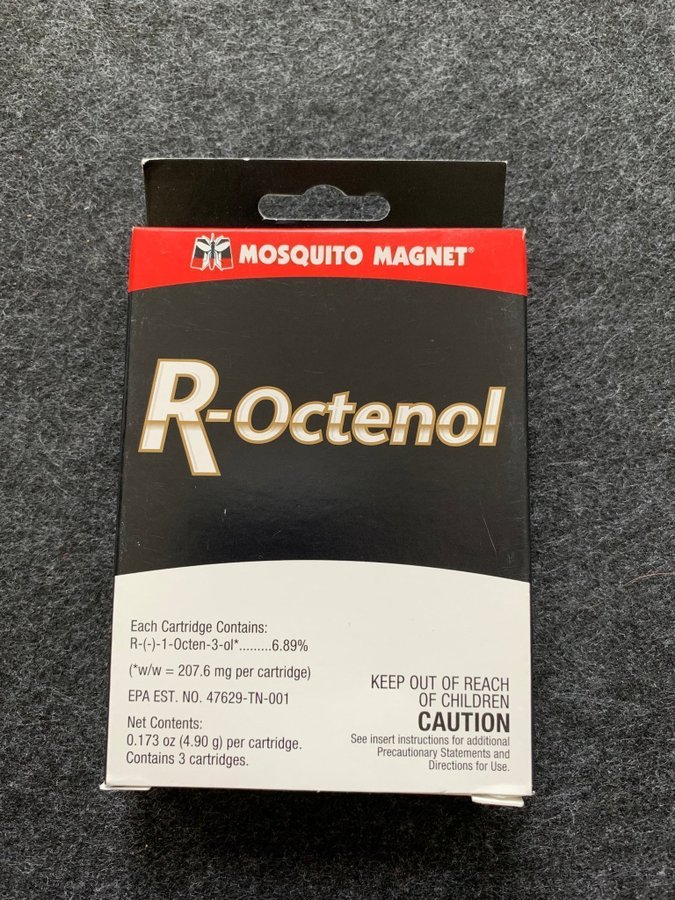 MOSQUITO MAGNET®
R-Octenol
Each Cartridge Contains:
R-(-)-1-Octen-3-ol*.........6.89%
(*w/w = 207.6 mg per cartridge)
EPA EST. NO. 47629-TN-001
Net Contents:
0.173 oz (4.90 g) per cartridge.
Contains 3 cartridges.
KEEP OUT OF REACH
OF CHILDREN
CAUTION
See insert instructions for additional
Precautionary Statements and
Directions for Use.